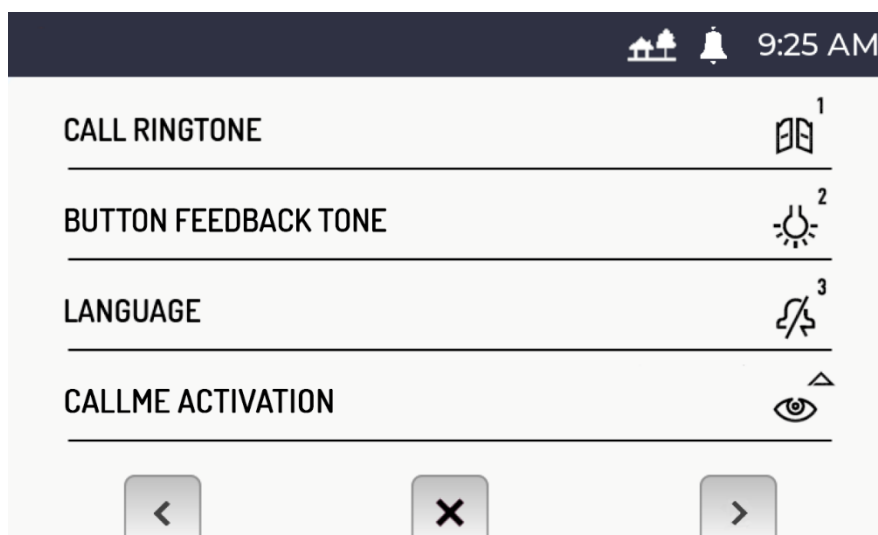 9:25 AM
CALL RINGTONE 1
BUTTON FEEDBACK TONE 2
LANGUAGE 3
CALLME ACTIVATION